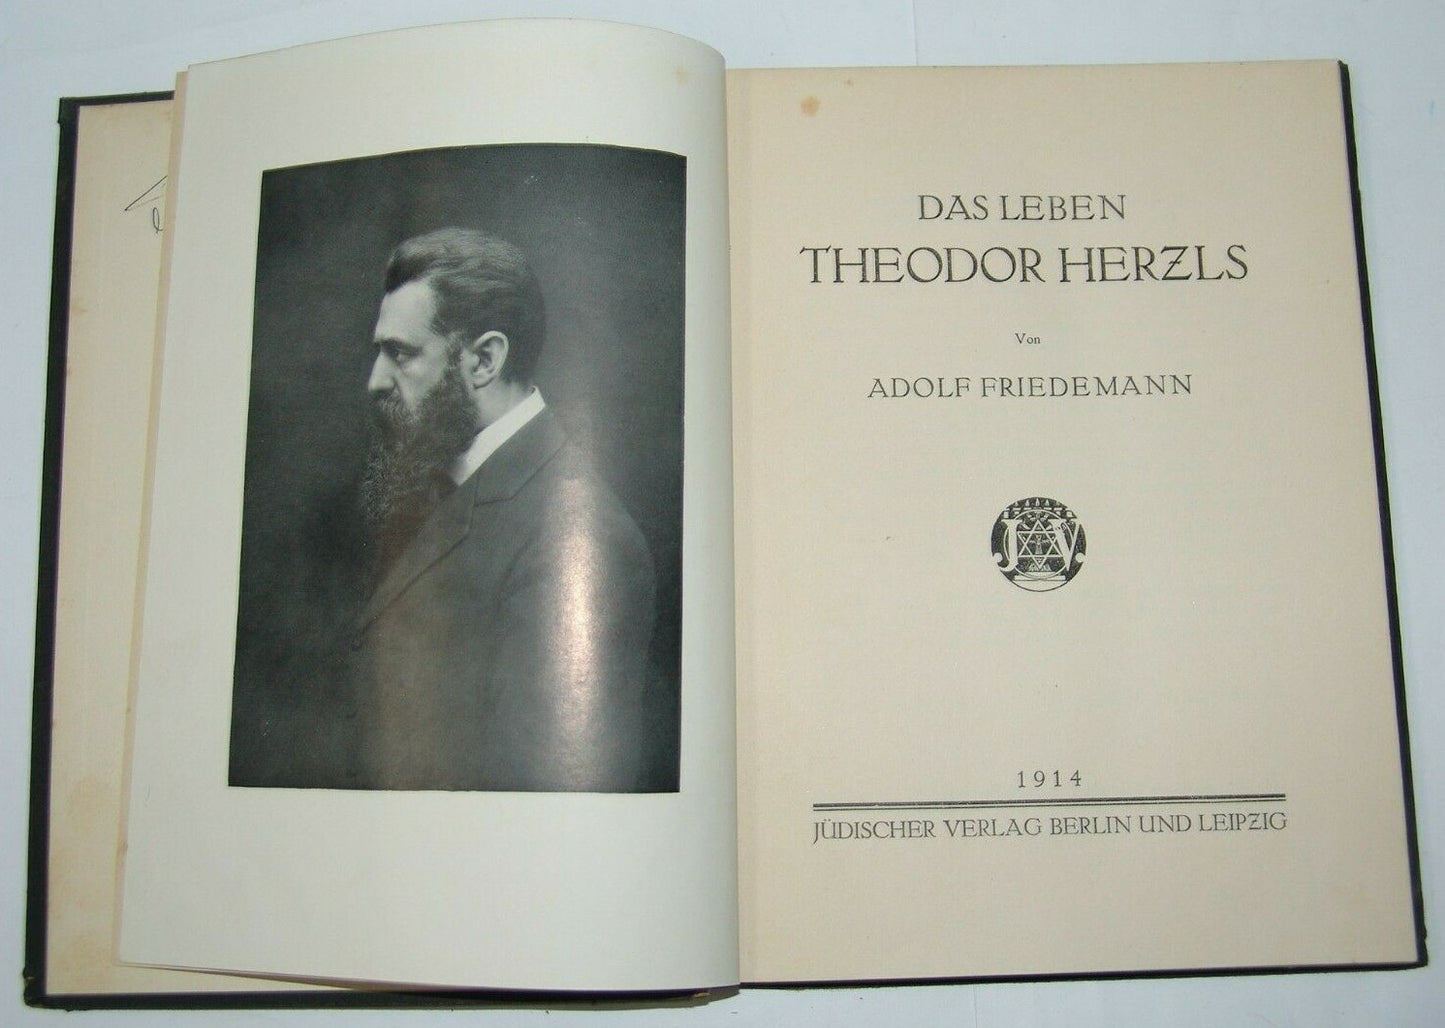 DAS LEBEN
THEODOR HERZLS
Von
ADOLF FRIEDEMANN
J.V.
1914
JÜDISCHER VERLAG BERLIN UND LEIPZIG